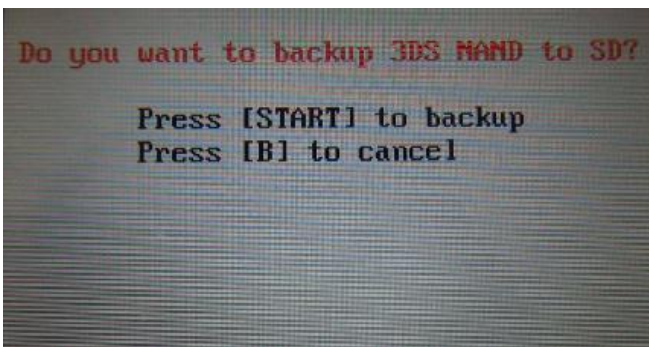 Do you want to backup 3DS NAND to SD?
Press [START] to backup
Press [B] to cancel